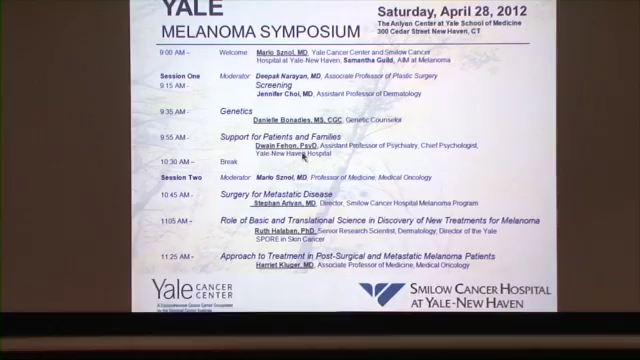 YALE
MELANOMA SYMPOSIUM
Saturday, April 28, 2012
The Anlyan Center at Yale School of Medicine
300 Cedar Street New Haven, CT
9:00 AM – Welcome Mario Sznol, MD, Yale Cancer Center and Smilow Cancer
Hospital at Yale-New Haven, Samantha Guild, AIM at Melanoma
Session One Moderator: Deepak Narayan, MD, Associate Professor of Plastic Surgery
9:15 AM - Screening
Jennifer Choi, MD, Assistant Professor of Dermatology
9:35 AM - Genetics
Danielle Bonadies, MS, CGC, Genetic Counselor
9:55 AM - Support for Patients and Families
Dwain Fehon, PsyD, Assistant Professor of Psychiatry, Chief Psychologist,
Yale-New Haven Hospital
10:30 AM - Break
Session Two Moderator: Mario Sznol, MD, Professor of Medicine, Medical Oncology
10:45 AM - Surgery for Metastatic Disease
Stephan Ariyan, MD, Director, Smilow Cancer Hospital Melanoma Program
1105 AM - Role of Basic and Translational Science in Discovery of New Treatments for Melanoma
Ruth Halaban, PhD, Senior Research Scientist, Dermatology, Director of the Yale
SPORE in Skin Cancer
11:25 AM - Approach to Treatment in Post-Surgical and Metastatic Melanoma Patients
Harriet Kluger, MD, Associate Professor of Medicine, Medical Oncology
Yale CANCER
CENTER
SMILOW CANCER HOSPITAL
AT YALE-NEW HAVEN